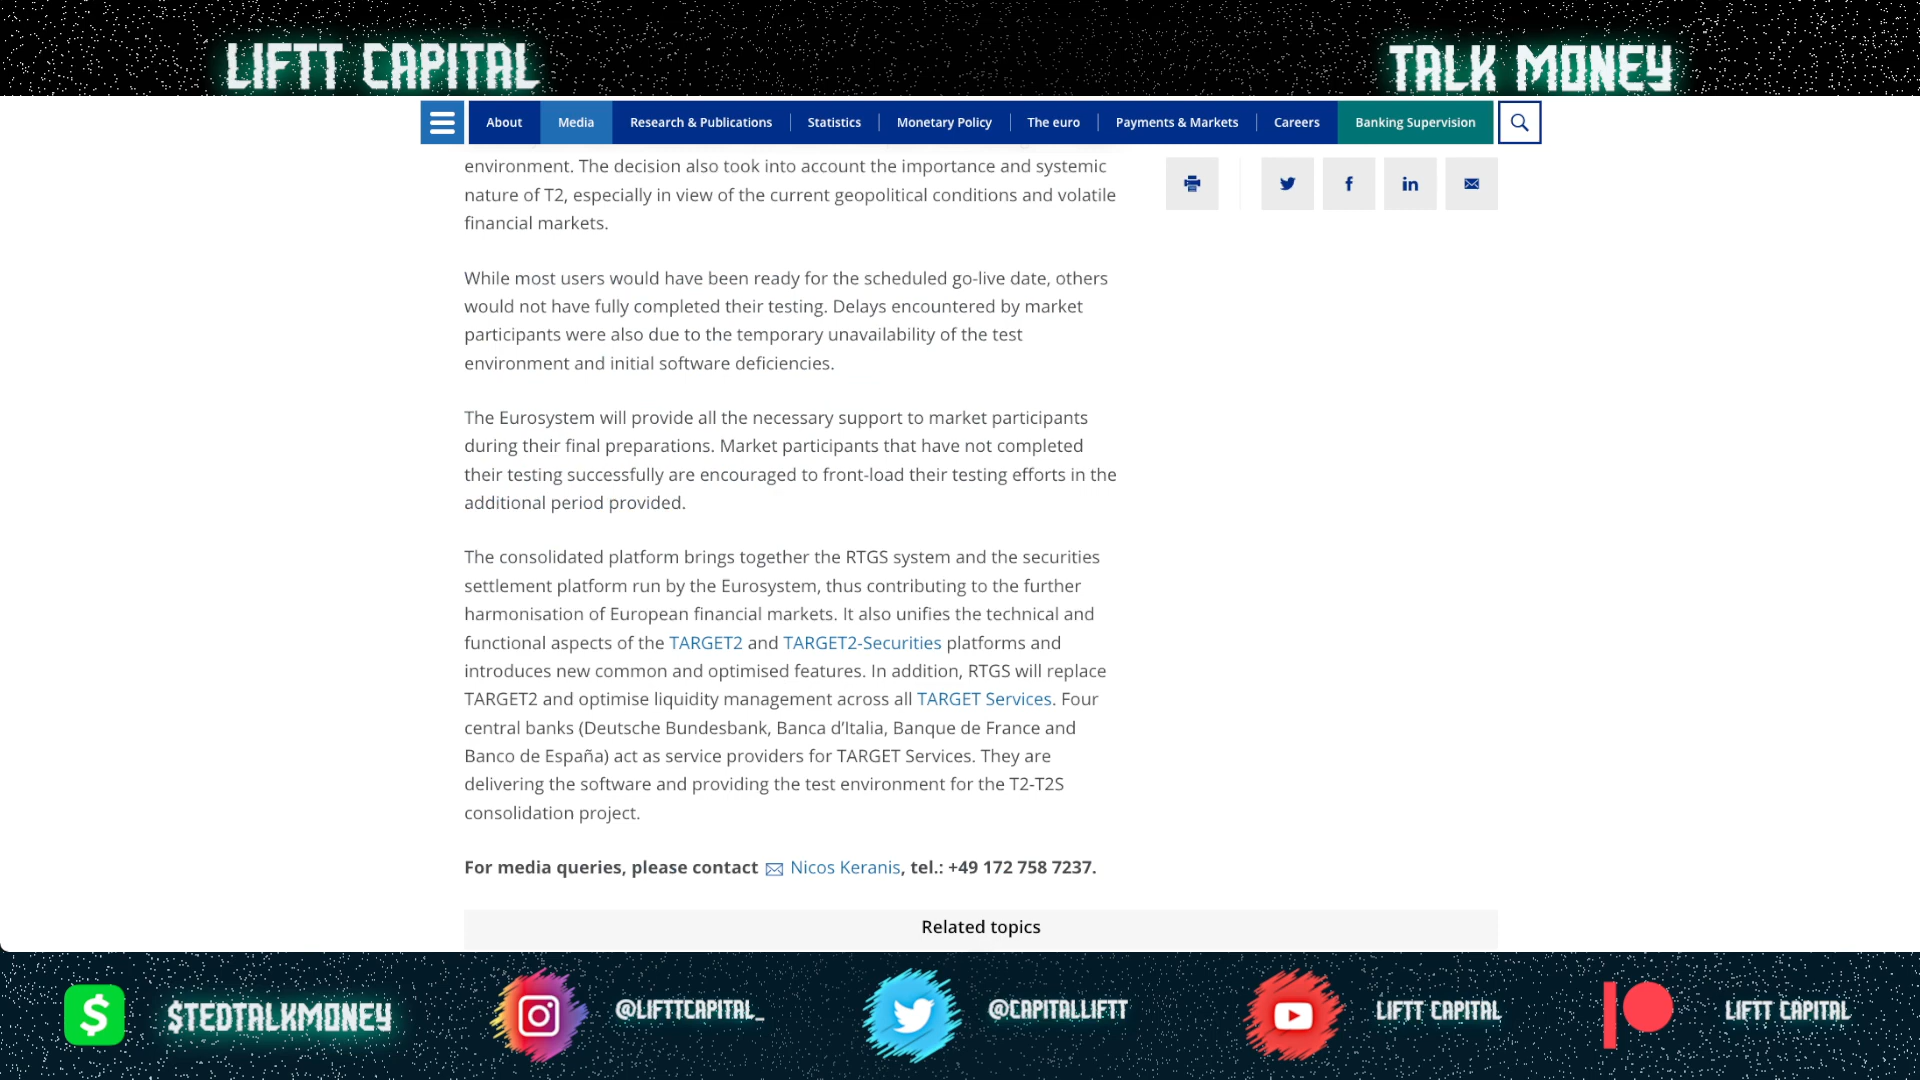 LIFTT CAPITAL
TALK MONEY
About
Media
Research & Publications
Statistics
Monetary Policy
The euro
Payments & Markets
Careers
Banking Supervision
environment. The decision also took into account the importance and systemic
nature of T2, especially in view of the current geopolitical conditions and volatile
financial markets.
While most users would have been ready for the scheduled go-live date, others
would not have fully completed their testing. Delays encountered by market
participants were also due to the temporary unavailability of the test
environment and initial software deficiencies.
The Eurosystem will provide all the necessary support to market participants
during their final preparations. Market participants that have not completed
their testing successfully are encouraged to front-load their testing efforts in the
additional period provided.
The consolidated platform brings together the RTGS system and the securities
settlement platform run by the Eurosystem, thus contributing to the further
harmonisation of European financial markets. It also unifies the technical and
functional aspects of the TARGET2 and TARGET2-Securities platforms and
introduces new common and optimised features. In addition, RTGS will replace
TARGET2 and optimise liquidity management across all TARGET Services. Four
central banks (Deutsche Bundesbank, Banca d’Italia, Banque de France and
Banco de España) act as service providers for TARGET Services. They are
delivering the software and providing the test environment for the T2-T2S
consolidation project.
For media queries, please contact Nicos Keranis, tel.: +49 172 758 7237.
Related topics
$TEDTALKMONEY
@LIFTTCAPITAL_
@CAPITALLIFTT
LIFTT CAPITAL
LIFTT CAPITAL